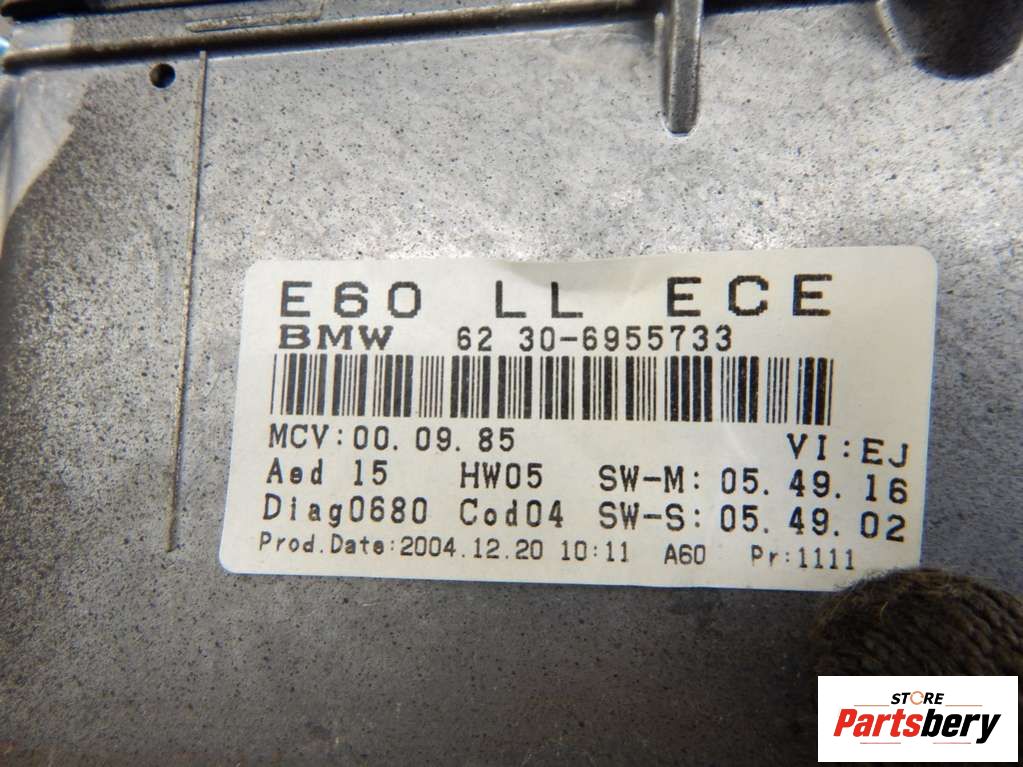 E60 LL ECE
BMW 62 30-6955733
MCV:00.09.85 VI:EJ
Aed 15 HW05 SW-M:05.49.16
Diag0680 Cod04 SW-S:05.49.02
Prod.Date:2004.12.20 10:11 A60 Pr:1111
STORE
Partsbery